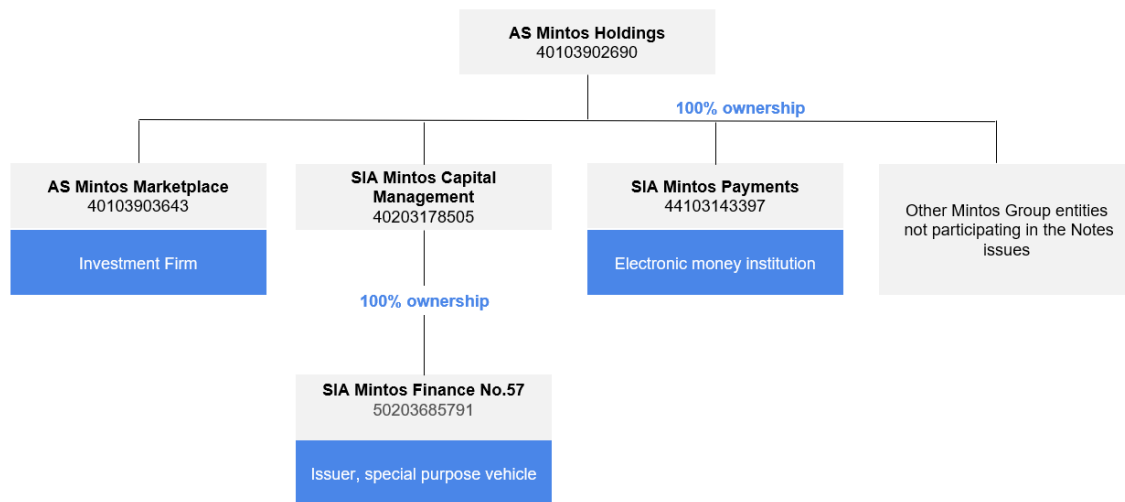 AS Mintos Holdings
40103902690
100% ownership
AS Mintos Marketplace
40103903643
Investment Firm
SIA Mintos Capital
Management
40203178505
SIA Mintos Payments
44103143397
Electronic money institution
Other Mintos Group entities
not participating in the Notes
issues
100% ownership
SIA Mintos Finance No.57
50203685791
Issuer, special purpose vehicle